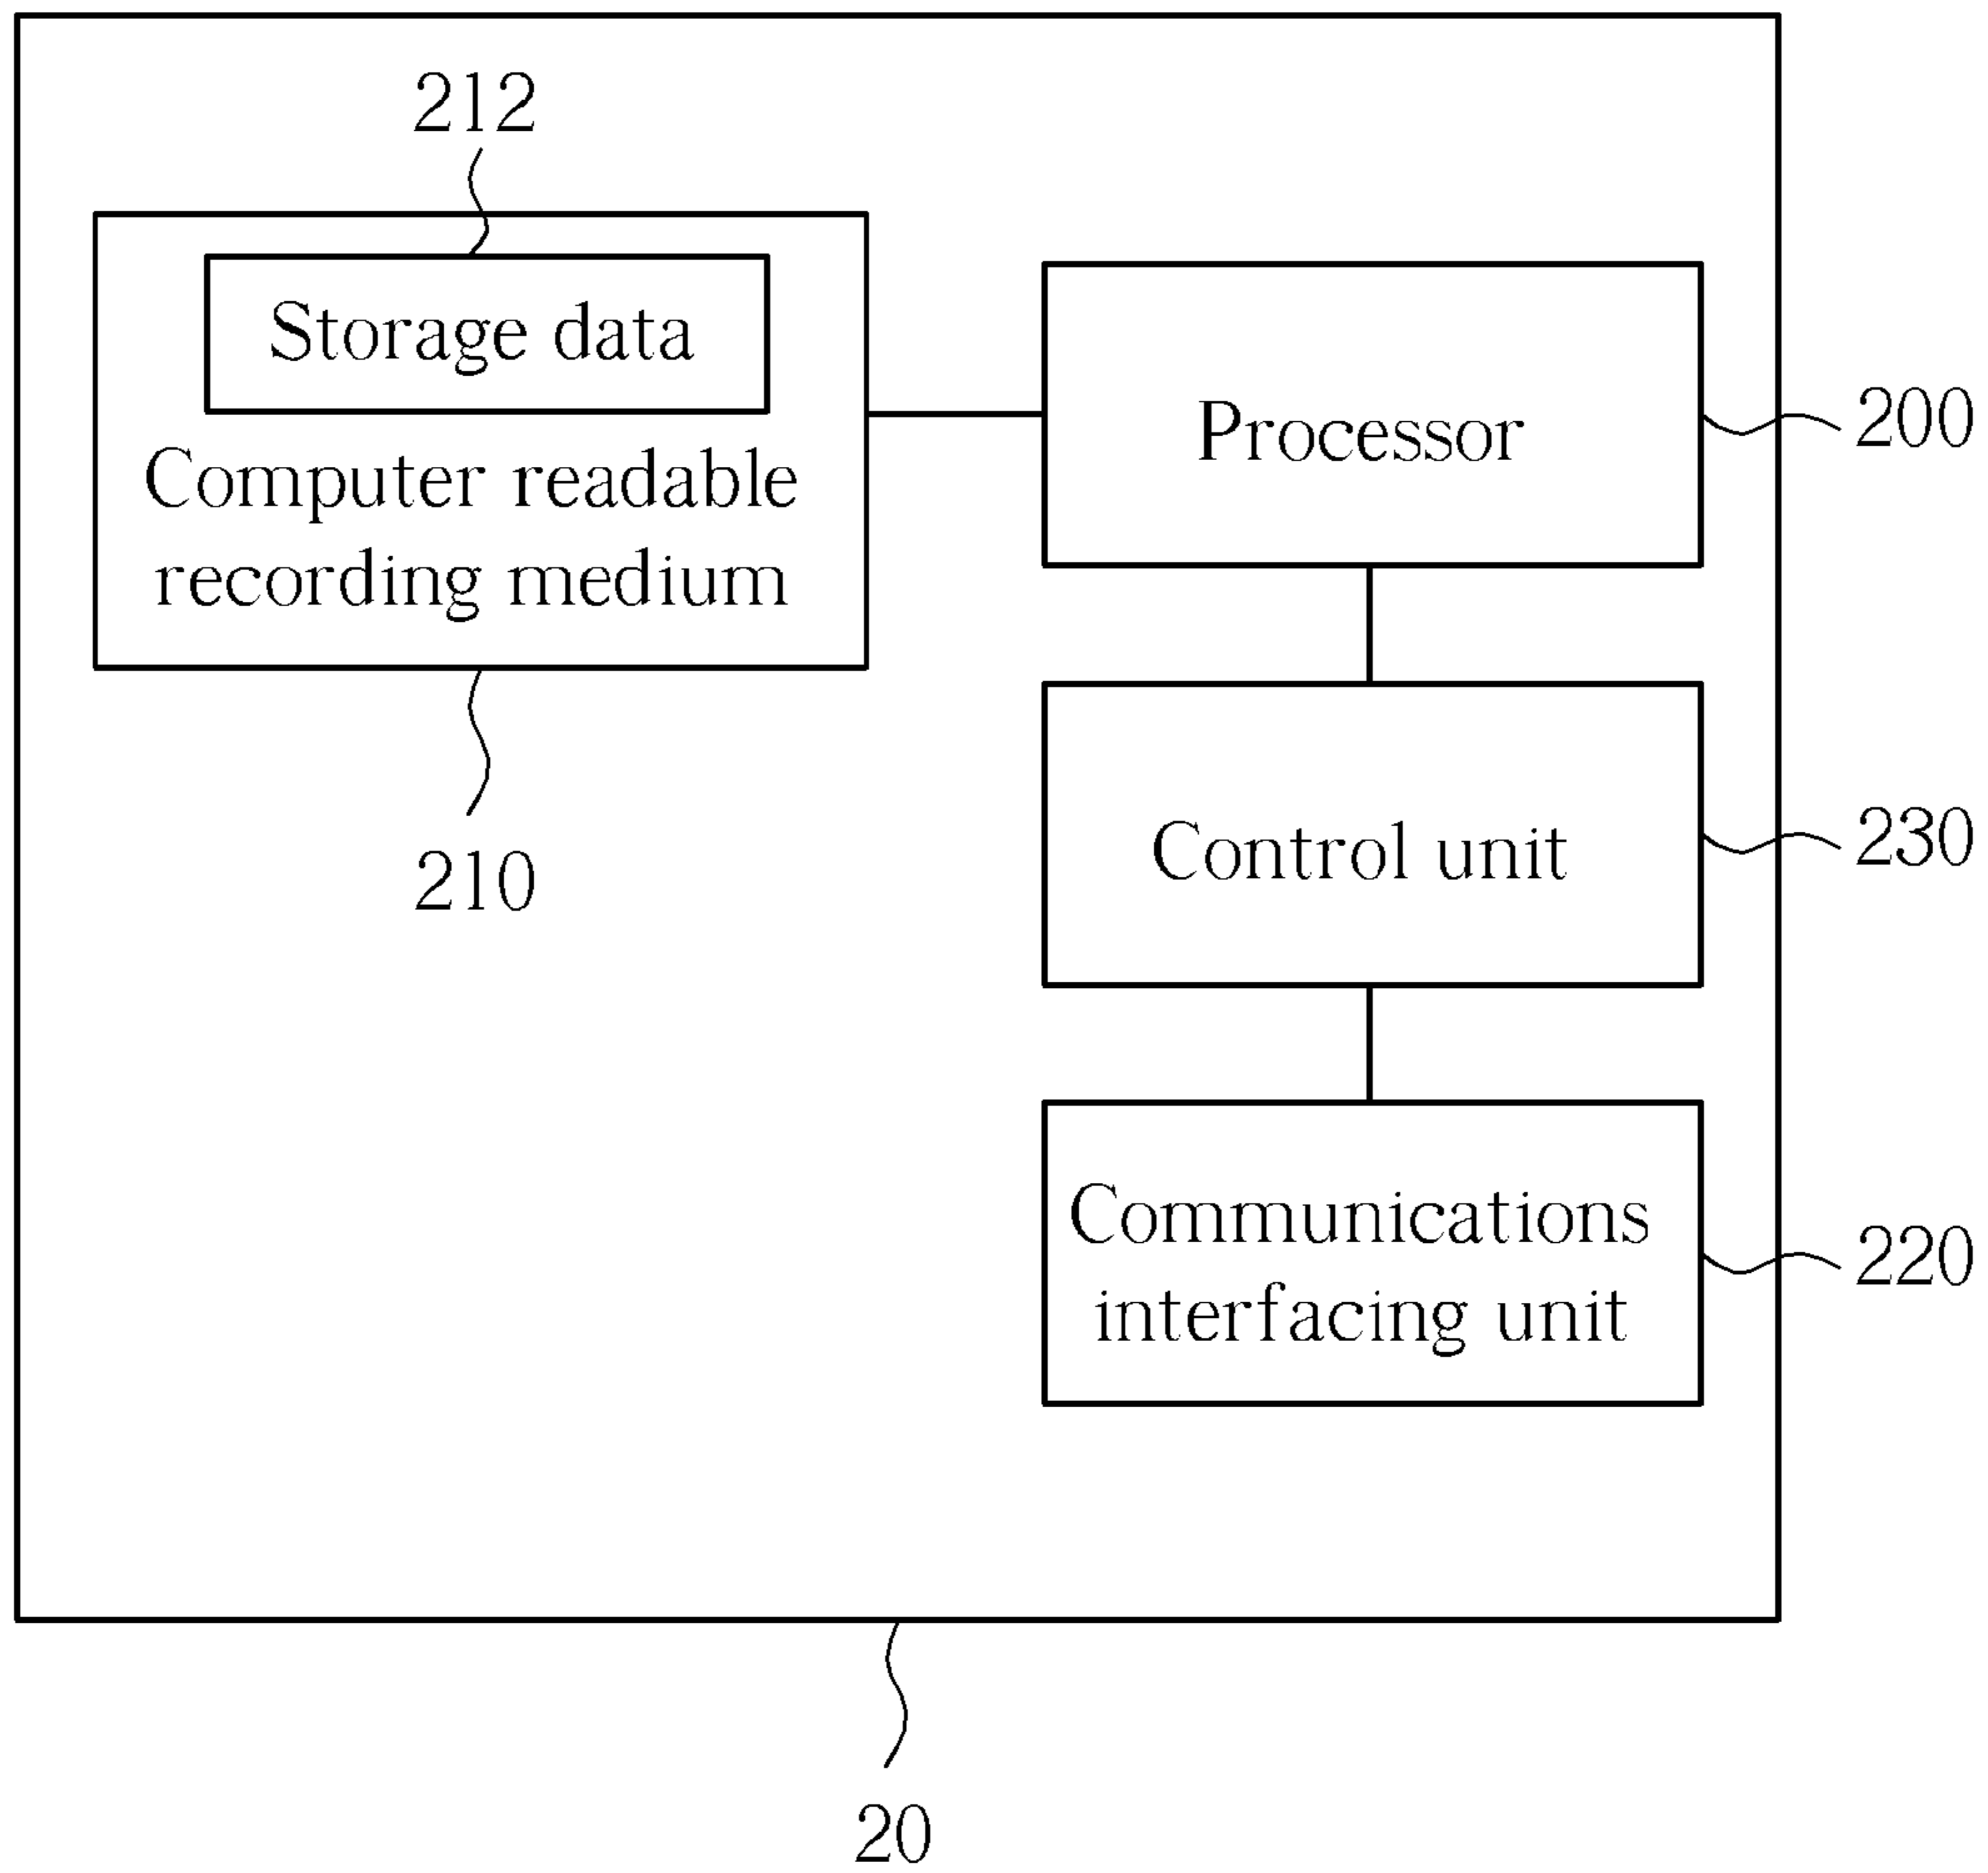 212
Storage data
Computer readable
recording medium
210
Processor
200
Control unit
230
Communications
interfacing unit
220
20